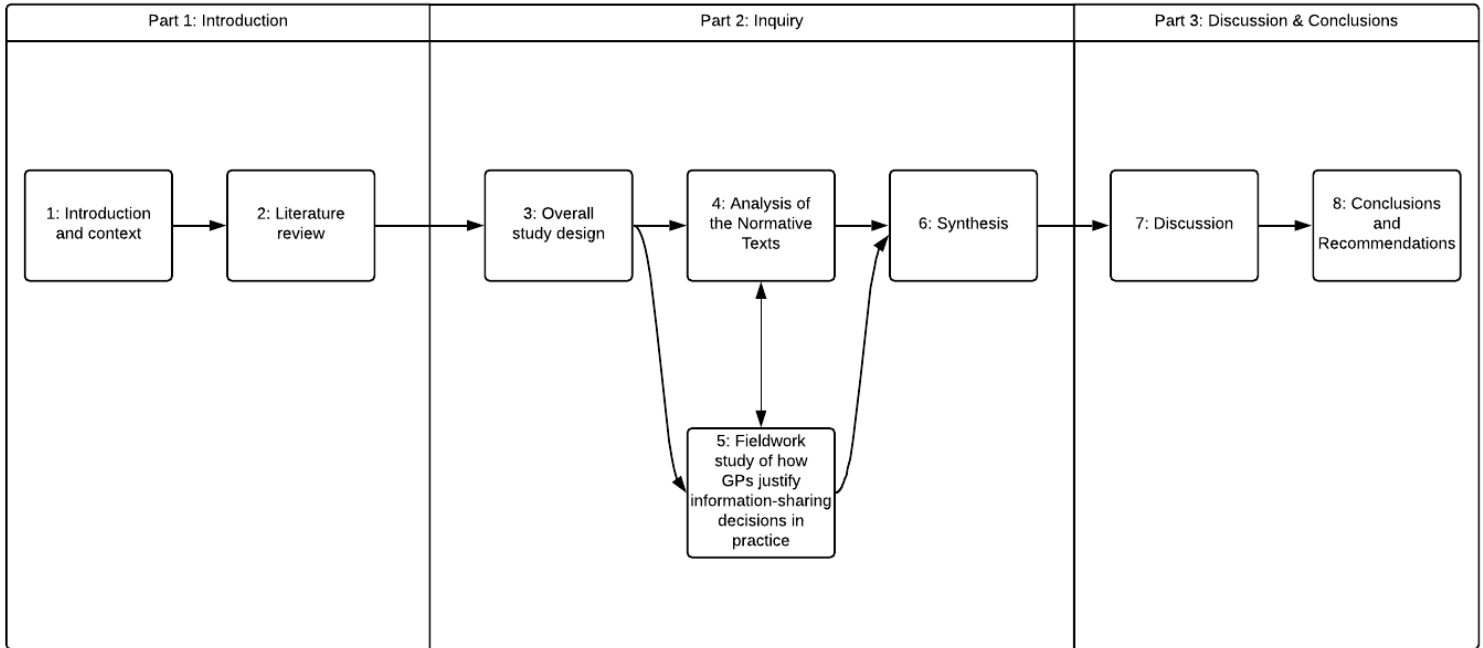 Part 1: Introduction
Part 2: Inquiry
Part 3: Discussion & Conclusions
1: Introduction
and context
2: Literature
review
3: Overall
study design
4: Analysis of
the Normative
Texts
5: Fieldwork
study of how
GPs justify
information-sharing
decisions in
practice
6: Synthesis
7: Discussion
8: Conclusions
and
Recommendations